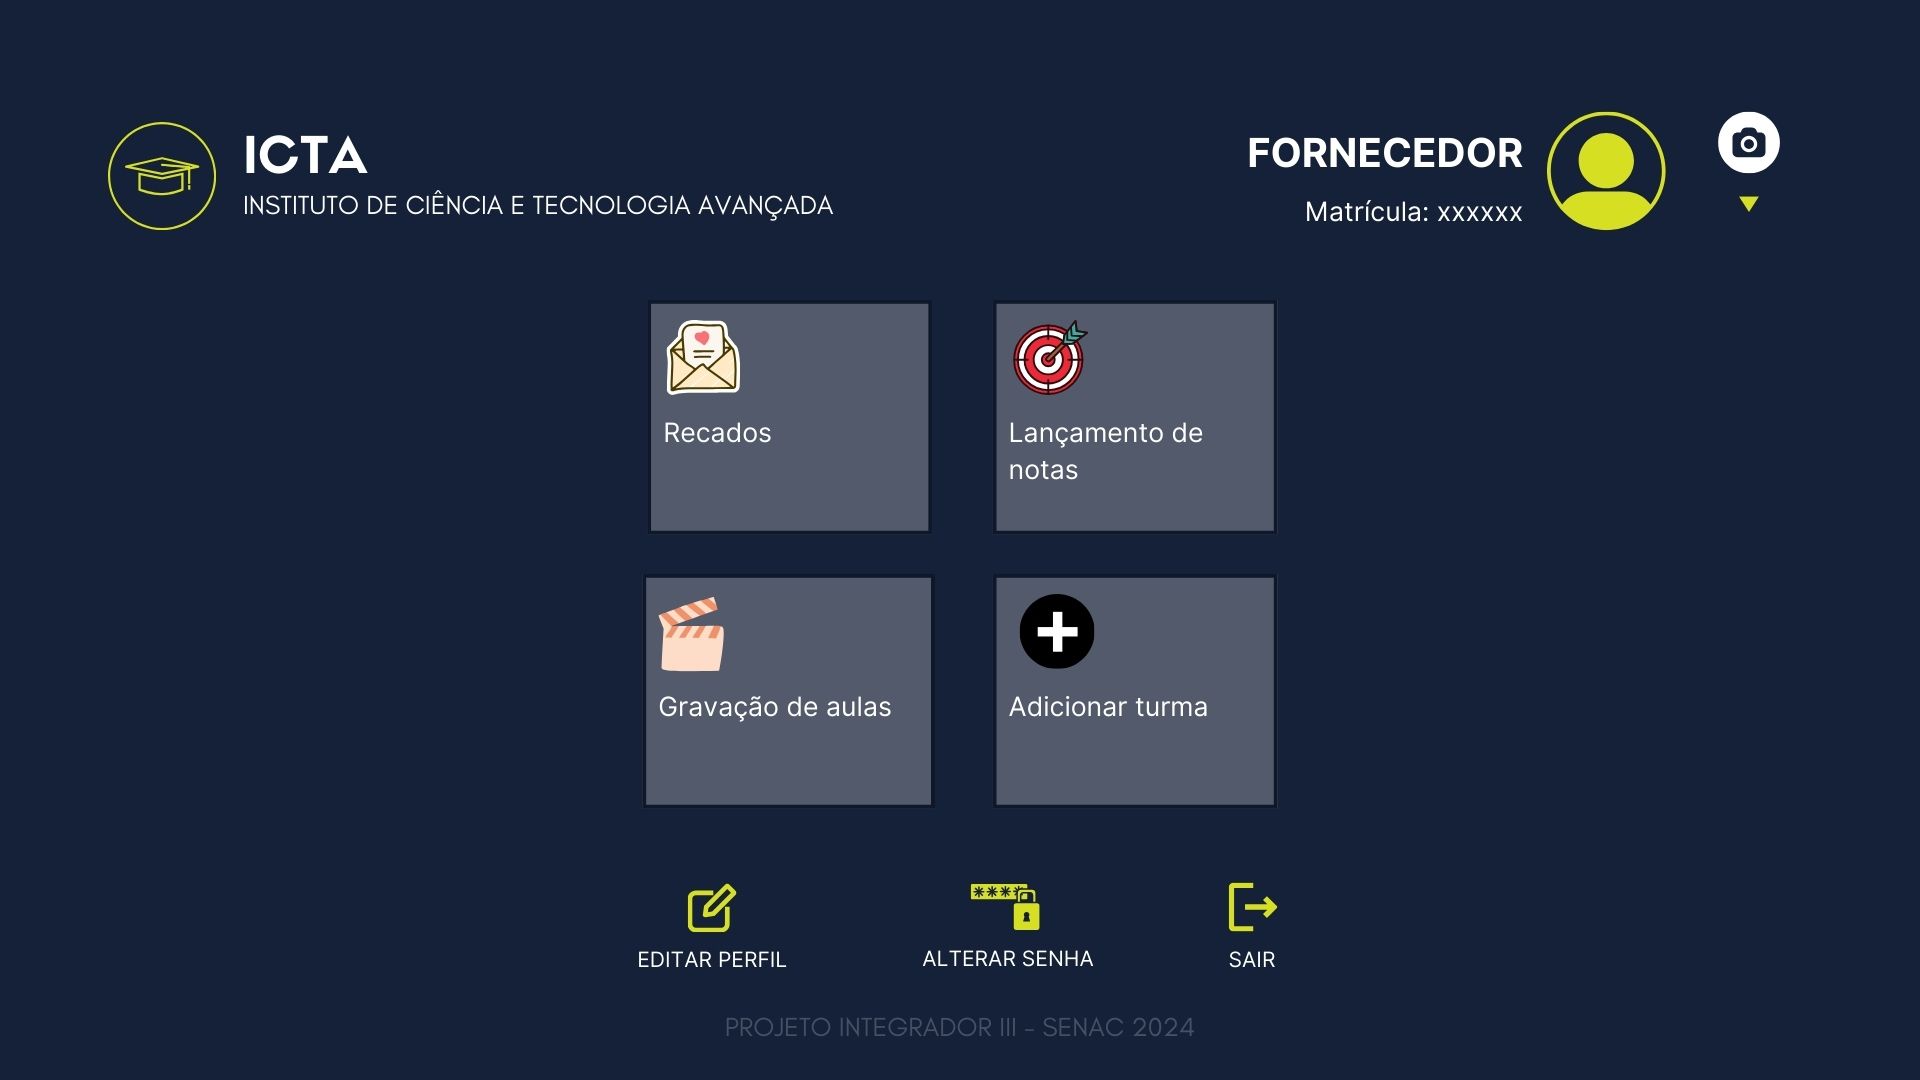 ICTA
INSTITUTO DE CIÊNCIA E TECNOLOGIA AVANÇADA
FORNECEDOR
Matrícula: xxxxxx
Recados
Lançamento de
notas
Gravação de aulas
Adicionar turma
EDITAR PERFIL
ALTERAR SENHA
SAIR
PROJETO INTEGRADOR III - SENAC 2024